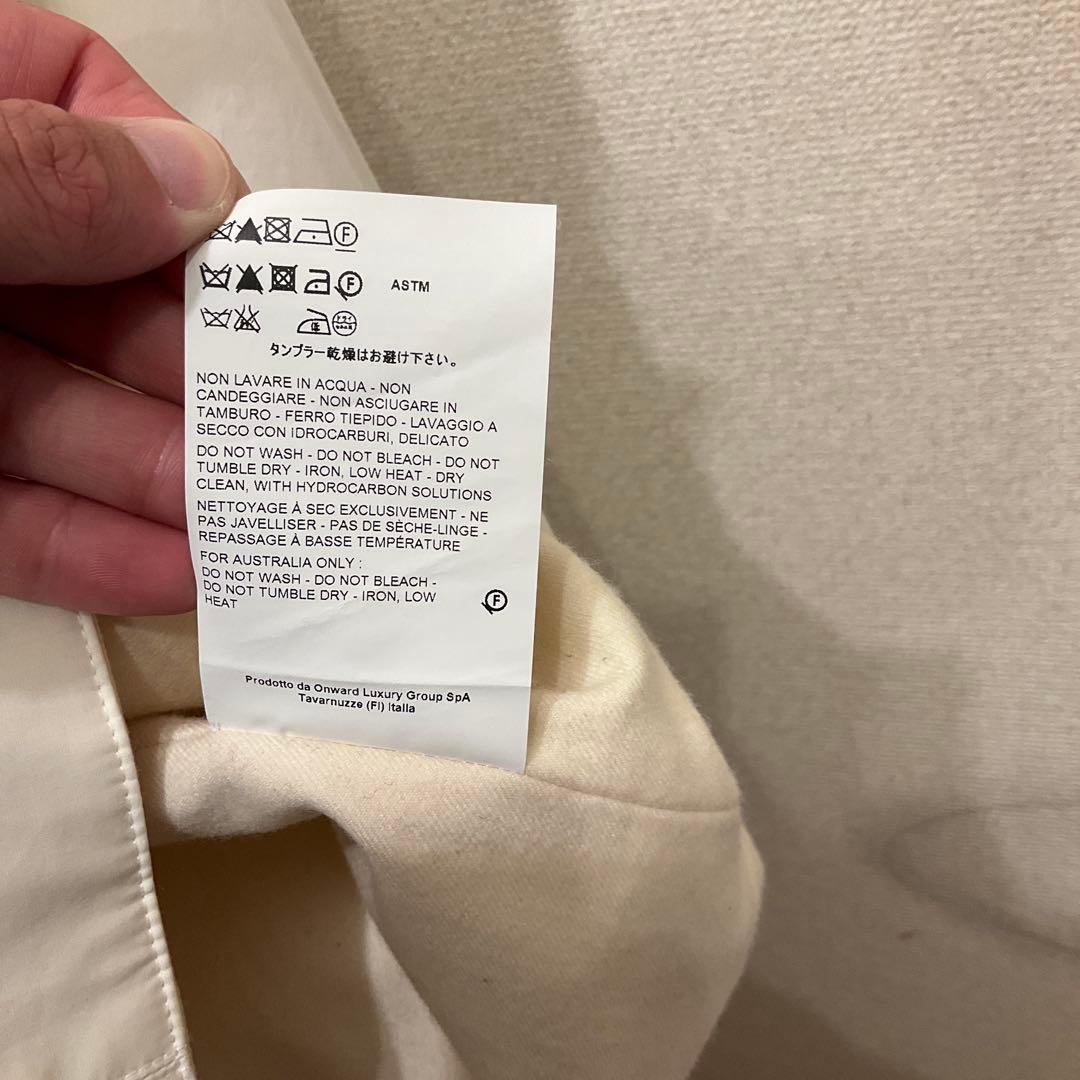 F
F ASTM
ドライ
タンブラー乾燥はお避け下さい。
NON LAVARE IN ACQUA - NON
CANDEGGIARE - NON ASCIUGARE IN
TAMBURO - FERRO TIEPIDO - LAVAGGIO A
SECCO CON IDROCARBURI, DELICATO
DO NOT WASH - DO NOT BLEACH - DO NOT
TUMBLE DRY - IRON, LOW HEAT - DRY
CLEAN, WITH HYDROCARBON SOLUTIONS
NETTOYAGE À SEC EXCLUSIVEMENT - NE
PAS JAVELLISER - PAS DE SÈCHE-LINGE -
REPASSAGE À BASSE TEMPÉRATURE
FOR AUSTRALIA ONLY :
DO NOT WASH - DO NOT BLEACH -
DO NOT TUMBLE DRY - IRON, LOW
HEAT
F
Prodotto da Onward Luxury Group SpA
Tavarnuzze (FI) Italia